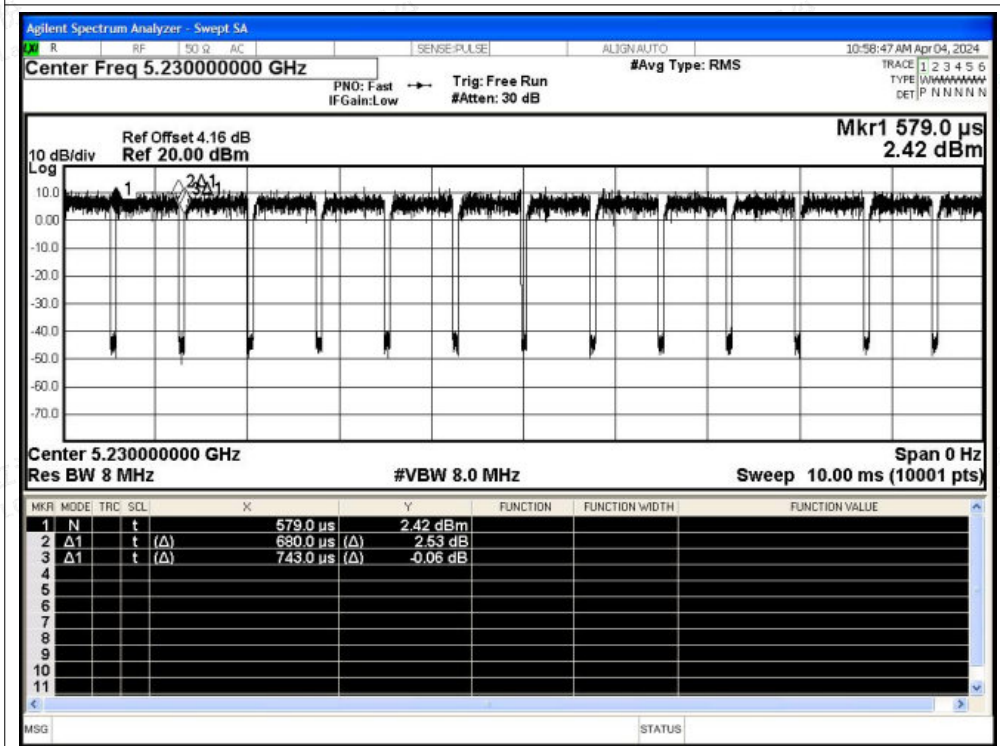 Agilent Spectrum Analyzer - Swept SA
LXI R RF 50 Ω AC SENSE:PULSE ALIGN AUTO 10:58:47 AM Apr 04, 2024
Center Freq 5.230000000 GHz #Avg Type: RMS TRACE 1 2 3 4 5 6
PNO: Fast Trig: Free Run TYPE WWWWWW
IFGain:Low #Atten: 30 dB DET P N N N N N
Mkr1 579.0 µs
Ref Offset 4.16 dB
10 dB/div Ref 20.00 dBm 2.42 dBm
Log
10.0
0.00
-10.0
-20.0
-30.0
-40.0
-50.0
-60.0
-70.0
1 2Δ1
3Δ1
Center 5.230000000 GHz Span 0 Hz
Res BW 8 MHz #VBW 8.0 MHz Sweep 10.00 ms (10001 pts)
MKR MODE TRC SCL X Y FUNCTION FUNCTION WIDTH FUNCTION VALUE
1 N t 579.0 µs 2.42 dBm
2 Δ1 t (Δ) 680.0 µs (Δ) 2.53 dB
3 Δ1 t (Δ) 743.0 µs (Δ) -0.06 dB
4
5
6
7
8
9
10
11
MSG STATUS